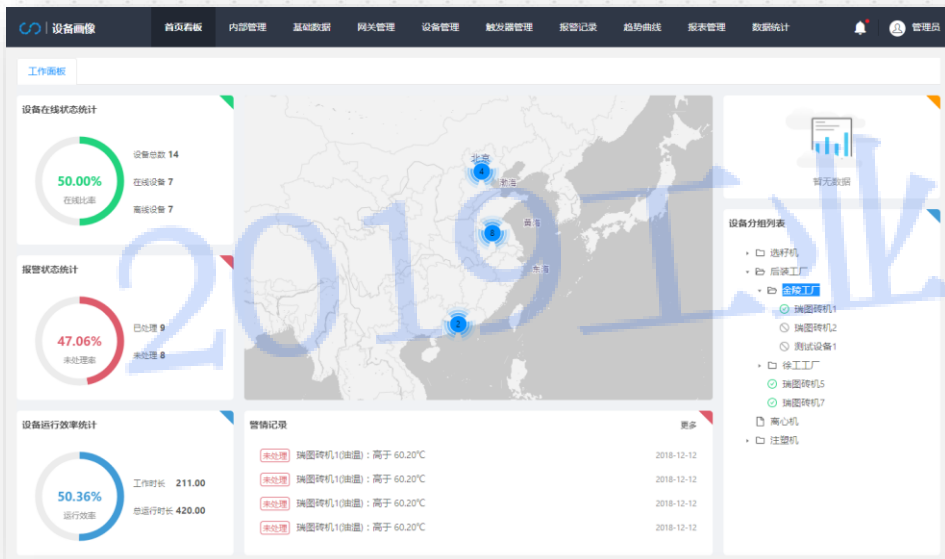 设备画像 首页看板 内部管理 基础数据 网关管理 设备管理 触发器管理 报警记录 趋势曲线 报表管理 数据统计 管理员
工作面板
设备在线状态统计
50.00%
在线比率
设备总数 14
在线设备 7
离线设备 7
报警状态统计
47.06%
未处理率
已处理 9
未处理 8
设备运行效率统计
50.36%
运行效率
工作时长 211.00
总运行时长 420.00
北京
4
渤海
黄海
8
东海
2
警情记录 更多
未处理 瑞图砖机1(油温)：高于 60.20℃ 2018-12-12
未处理 瑞图砖机1(油温)：高于 60.20℃ 2018-12-12
未处理 瑞图砖机1(油温)：高于 60.20℃ 2018-12-12
未处理 瑞图砖机1(油温)：高于 60.20℃ 2018-12-12
暂无数据
设备分组列表
选籽机
后装工厂
金陵工厂
瑞图砖机1
瑞图砖机2
测试设备1
徐工工厂
瑞图砖机5
瑞图砖机7
离心机
注塑机
2019工业